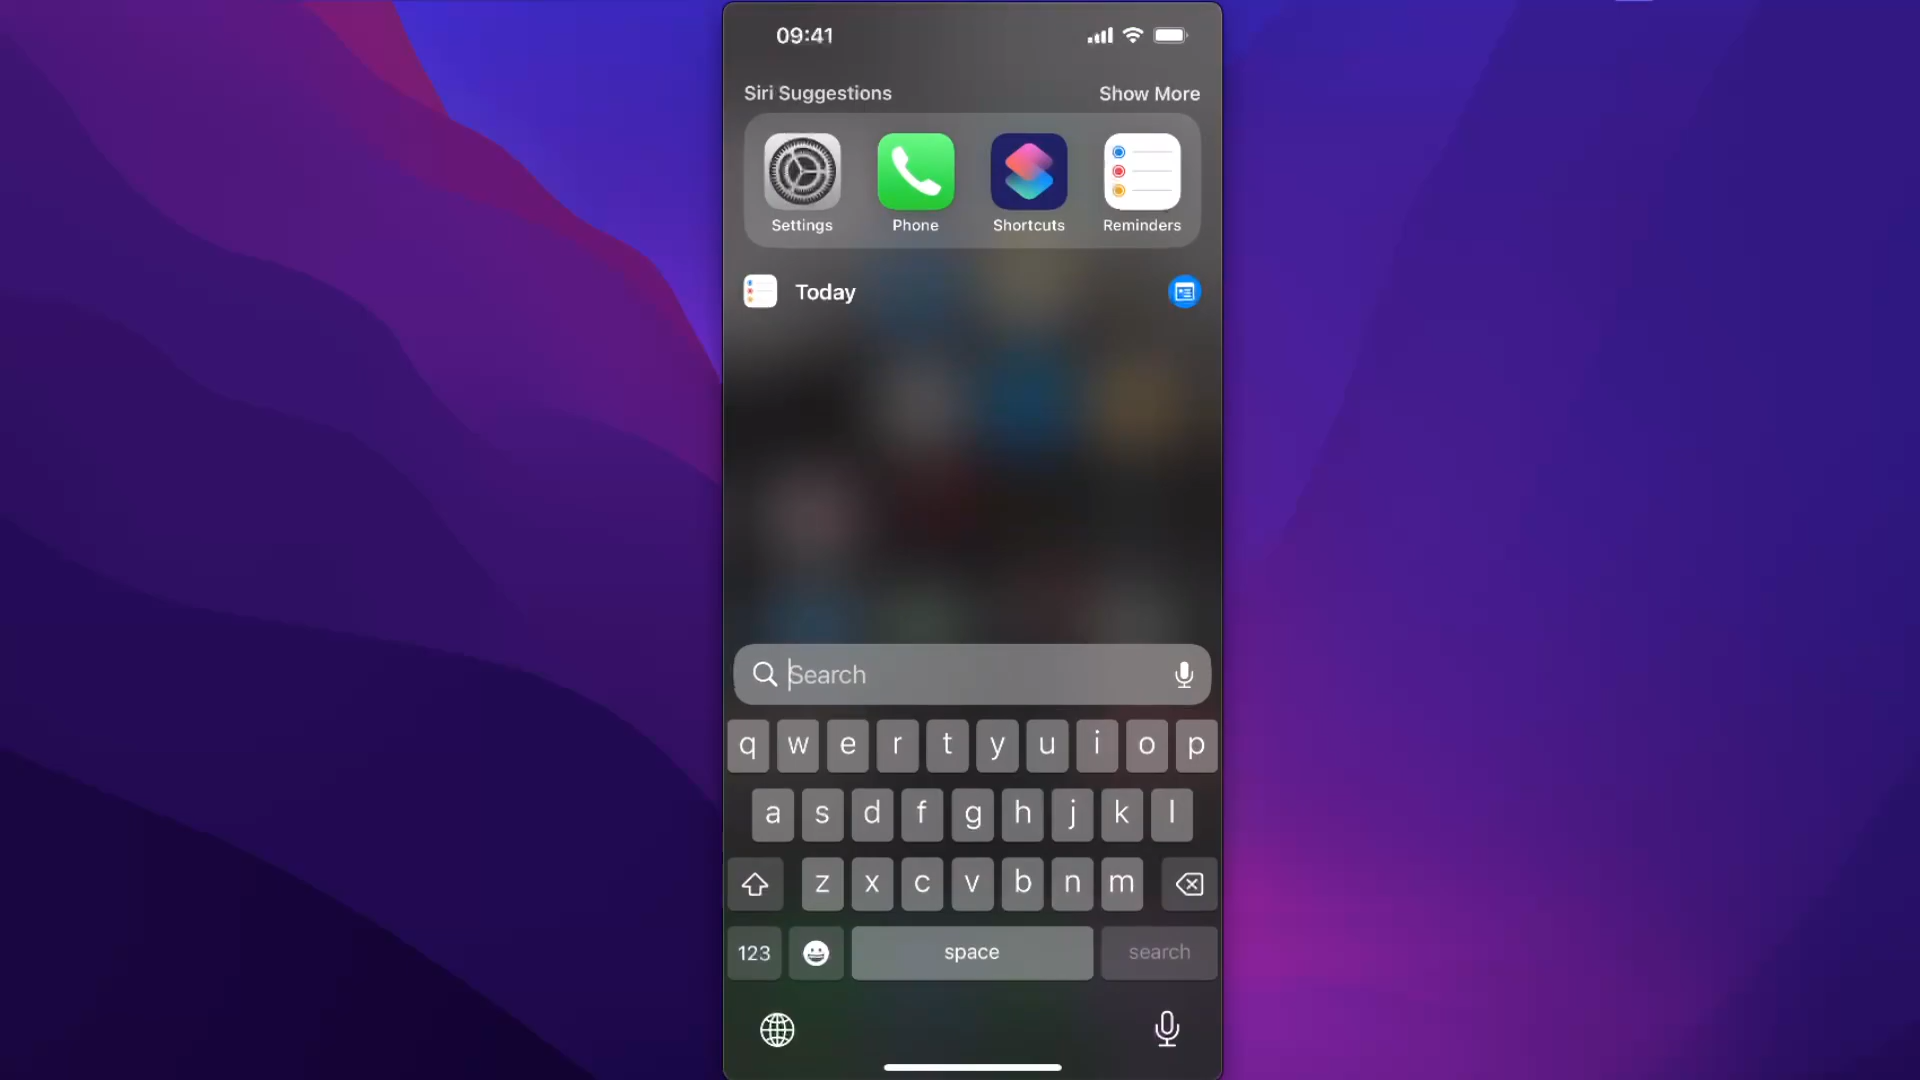 09:41
Siri Suggestions Show More
Settings Phone Shortcuts Reminders
Today
Search
q w e r t y u i o p
a s d f g h j k l
z x c v b n m
123 space search